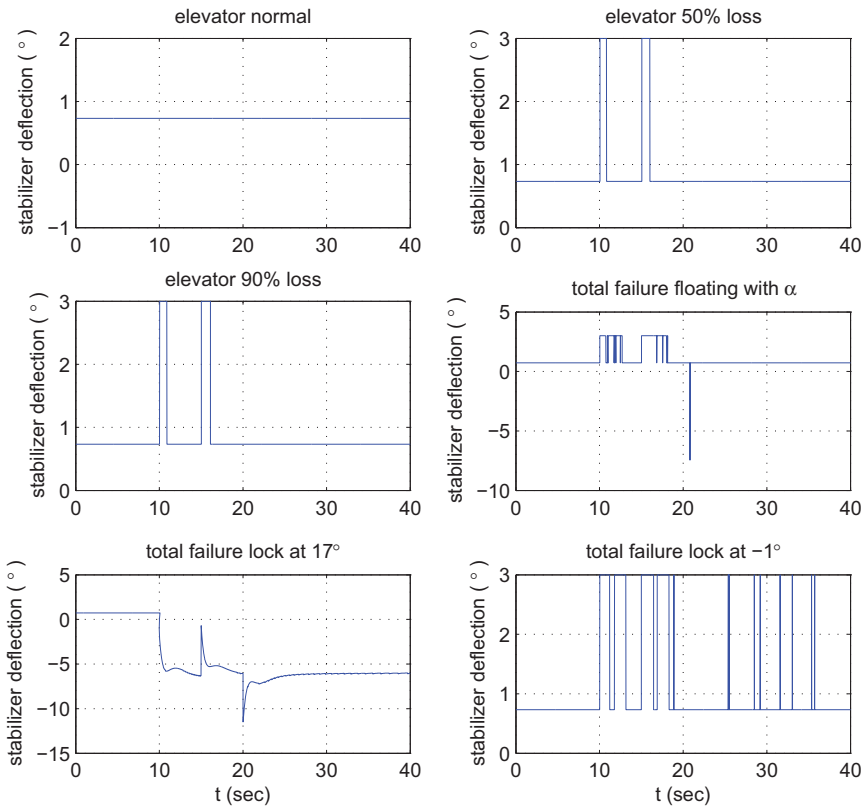 elevator normal
stabilizer deflection ( ° )
2
1
0
−1
0 10 20 30 40
elevator 50% loss
stabilizer deflection ( ° )
3
2
1
0
0 10 20 30 40
elevator 90% loss
stabilizer deflection ( ° )
3
2
1
0
0 10 20 30 40
total failure floating with α
stabilizer deflection ( ° )
5
0
−5
−10
0 10 20 30 40
total failure lock at 17°
stabilizer deflection ( ° )
5
0
−5
−10
−15
0 10 20 30 40
t (sec)
total failure lock at −1°
stabilizer deflection ( ° )
3
2
1
0
0 10 20 30 40
t (sec)